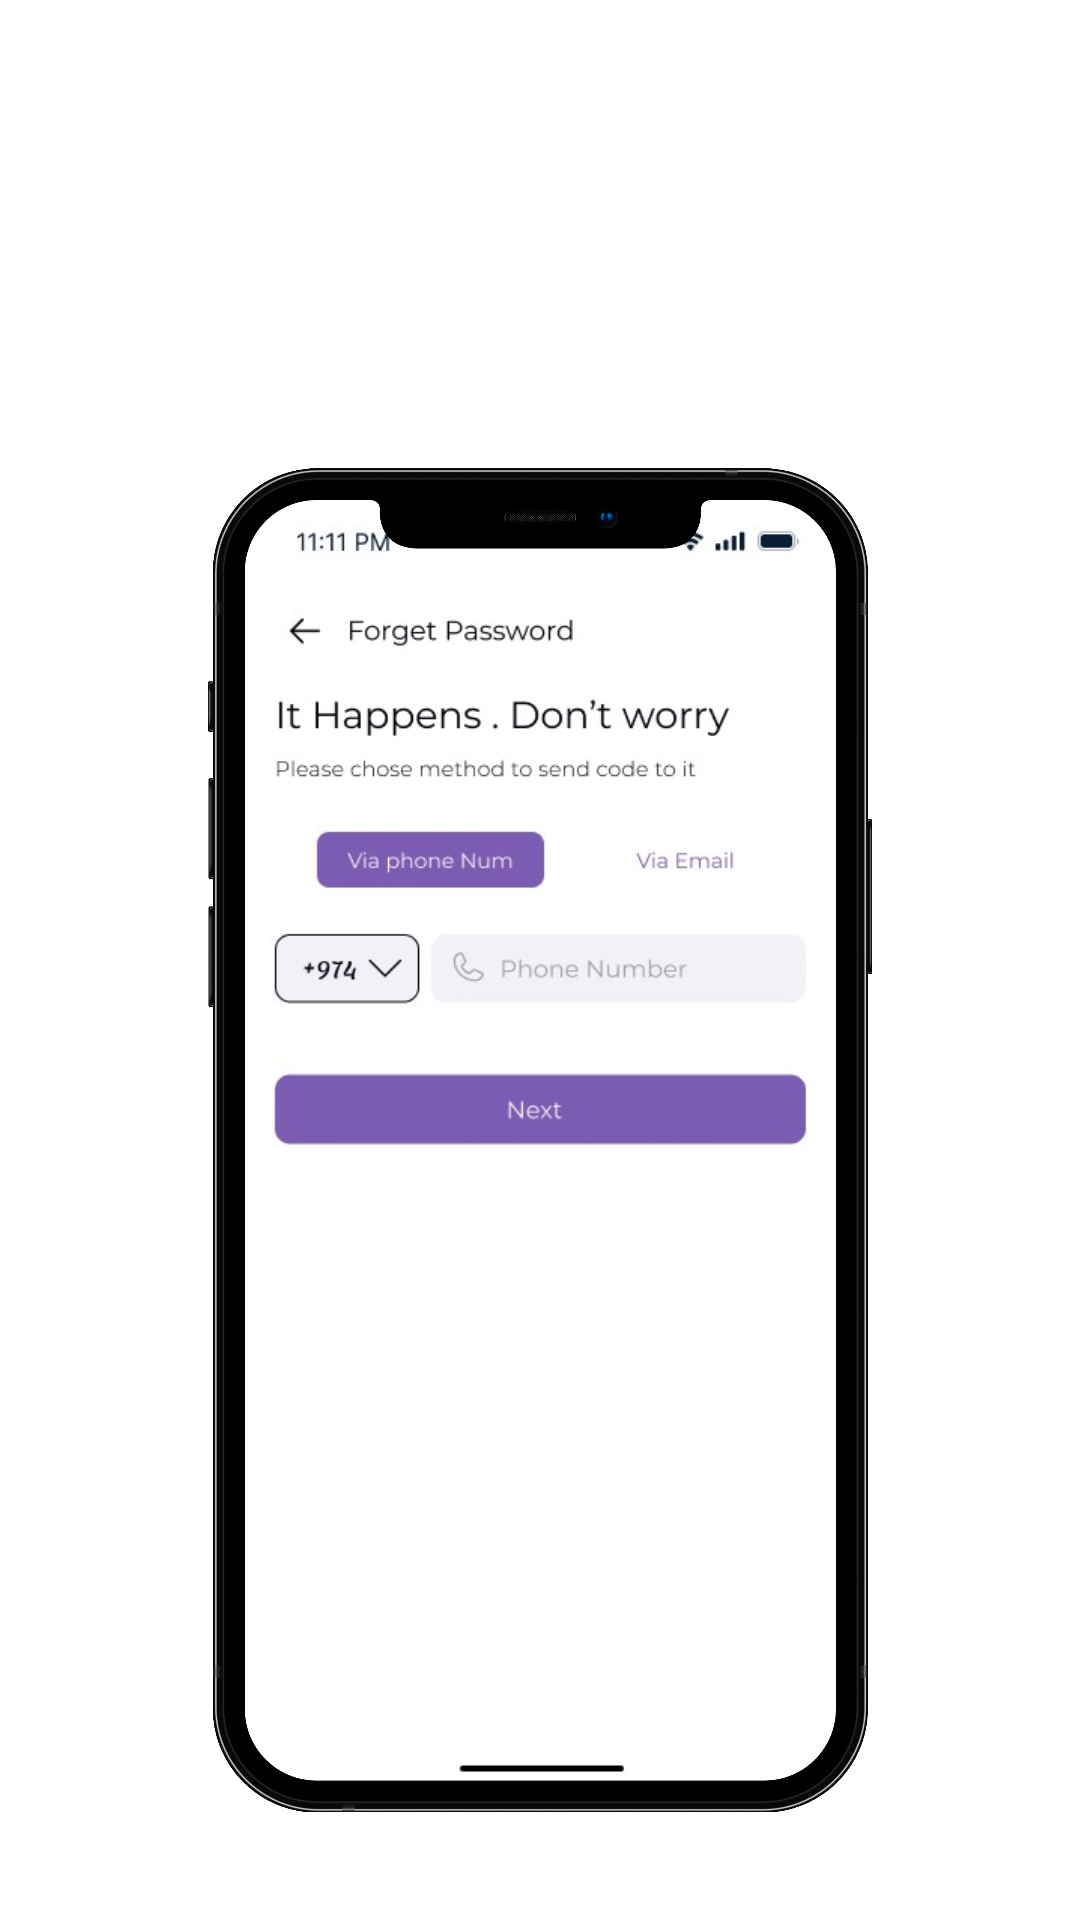 11:11 PM
Forget Password
It Happens . Don’t worry
Please chose method to send code to it
Via phone Num Via Email
+974 Phone Number
Next